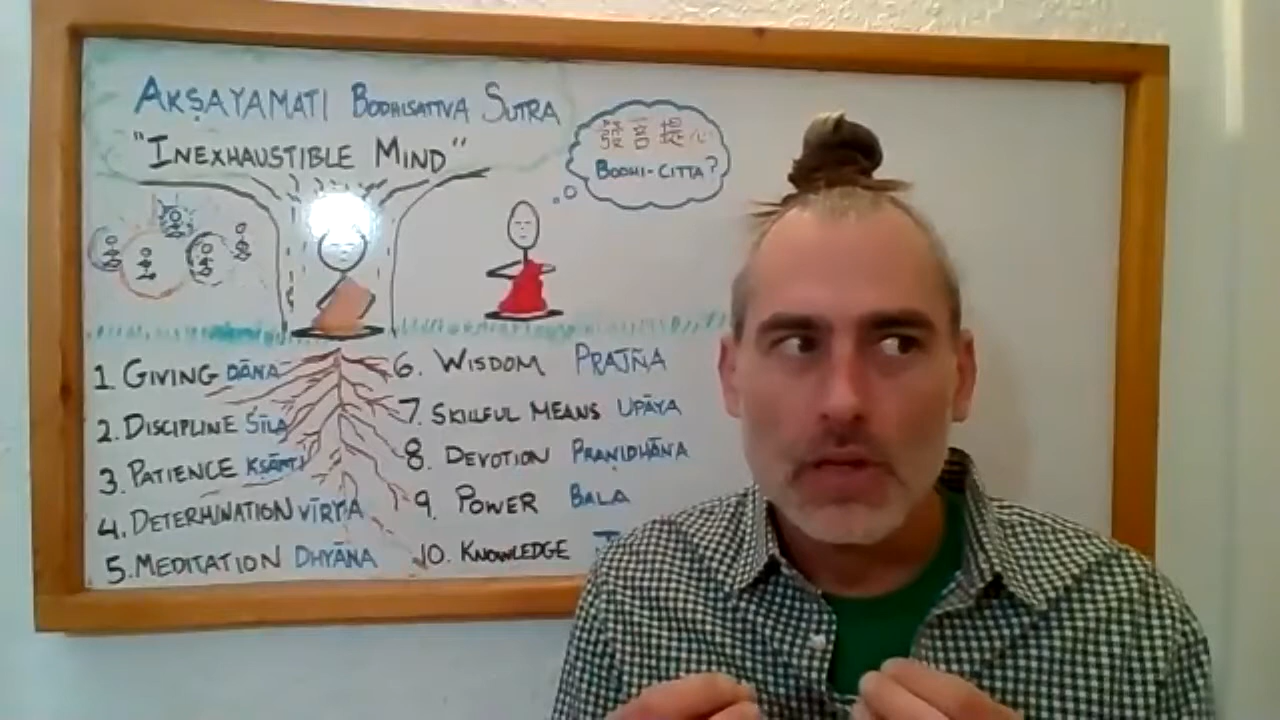 AKṢAYAMATI BODHISATTVA SUTRA
"INEXHAUSTIBLE MIND"
發菩提心
BODHI-CITTA?
1 GIVING DĀNA
2. DISCIPLINE ŚĪLA
3. PATIENCE KṢĀNTI
4. DETERMINATION VĪRYA
5. MEDITATION DHYĀNA
6. WISDOM PRAJÑA
7. SKILLFUL MEANS UPĀYA
8. DEVOTION PRAṆIDHĀNA
9. POWER BALA
10. KNOWLEDGE